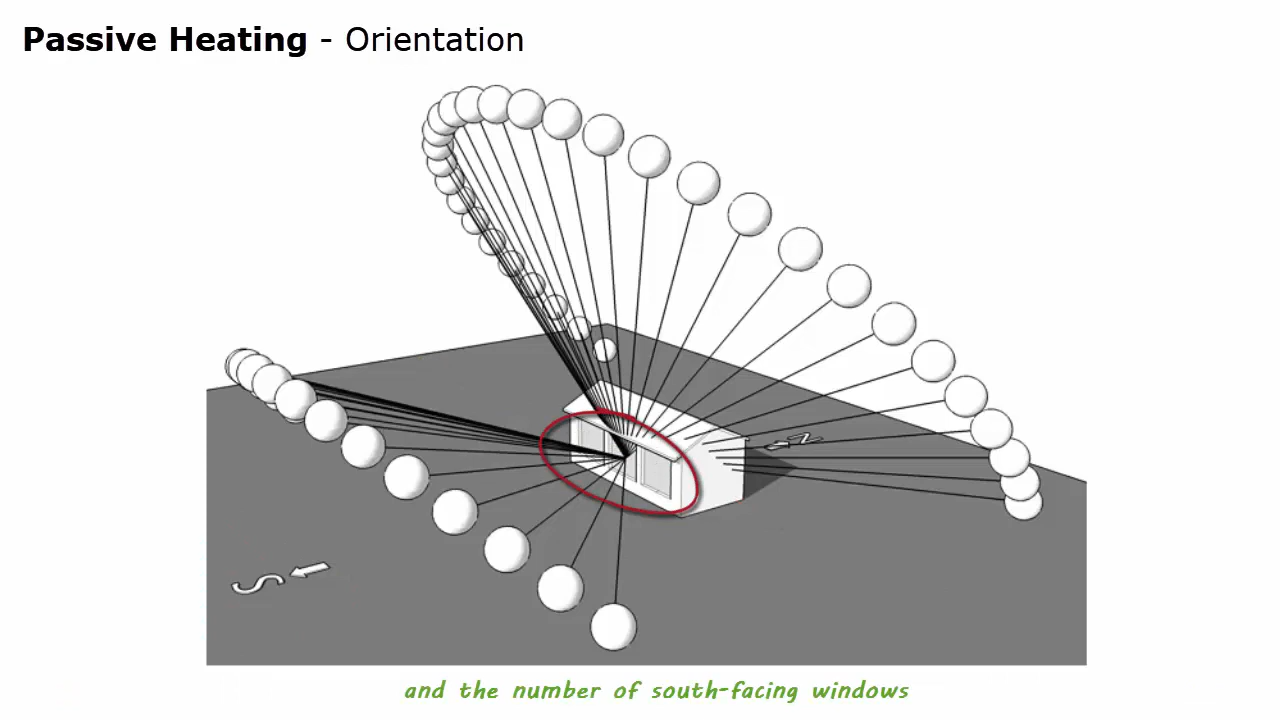 Passive Heating - Orientation
N
S
and the number of south-facing windows